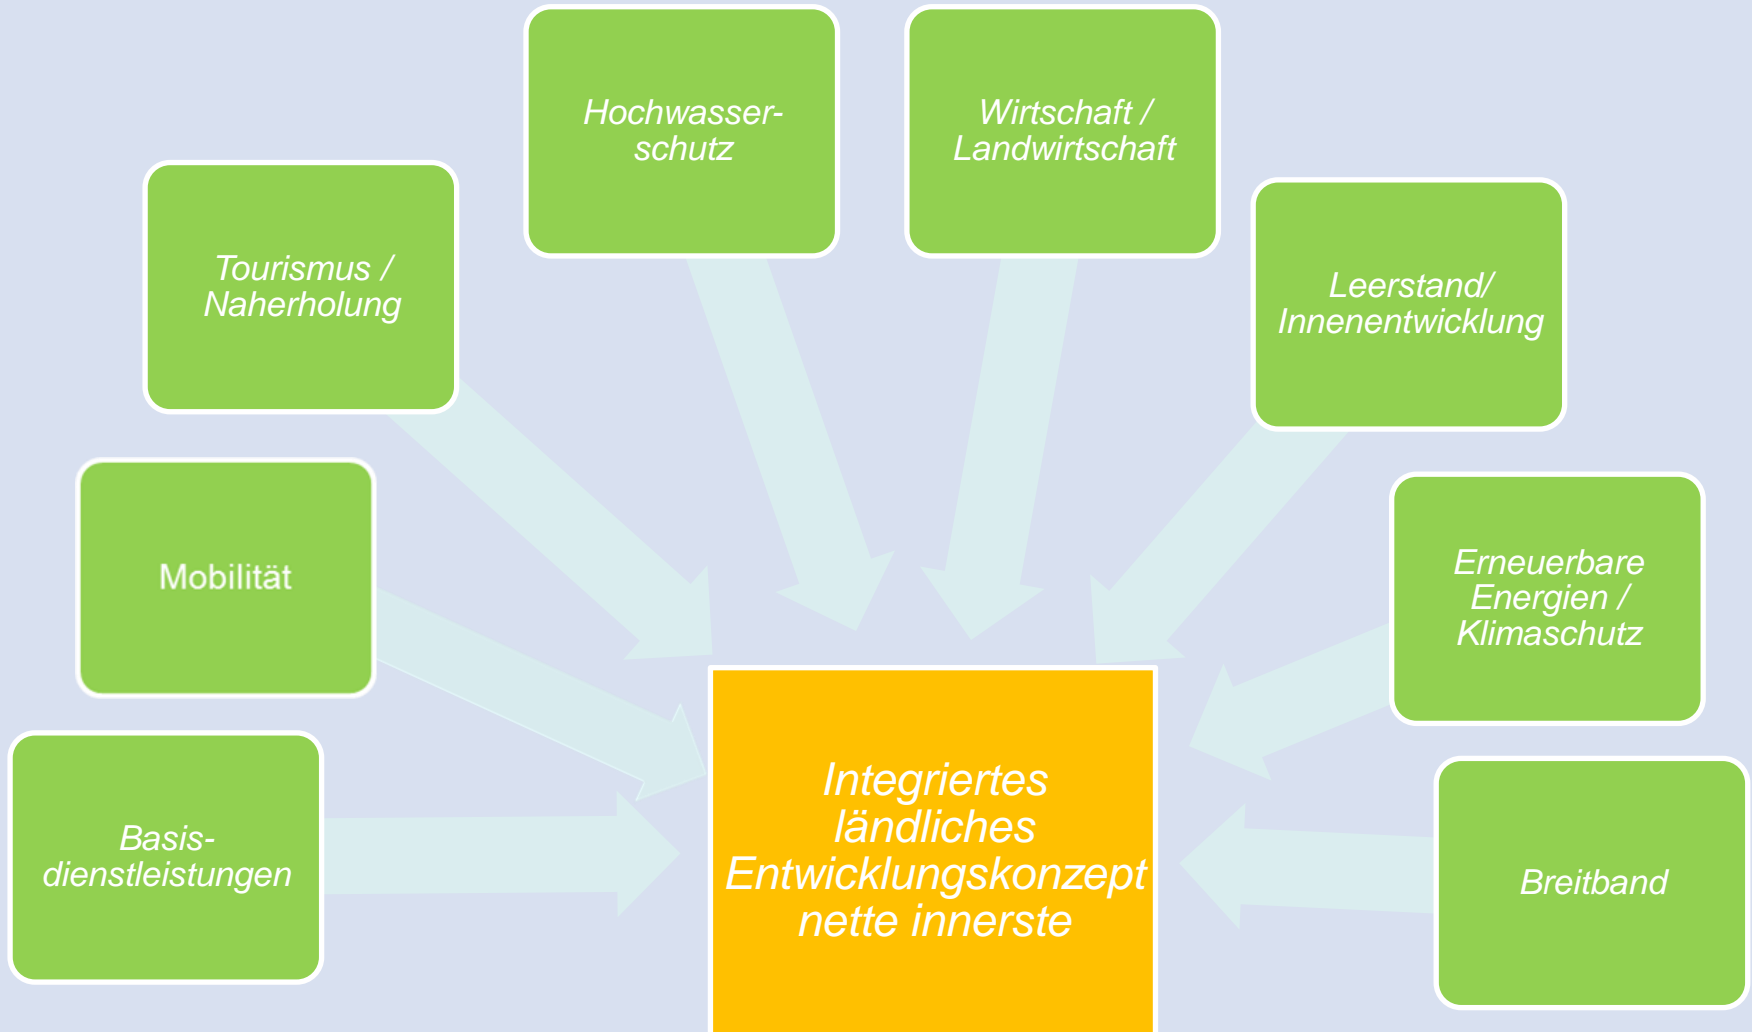 Hochwasser-
schutz
Wirtschaft /
Landwirtschaft
Tourismus /
Naherholung
Leerstand/
Innenentwicklung
Mobilität
Erneuerbare
Energien /
Klimaschutz
Basis-
dienstleistungen
Integriertes
ländliches
Entwicklungskonzept
nette innerste
Breitband